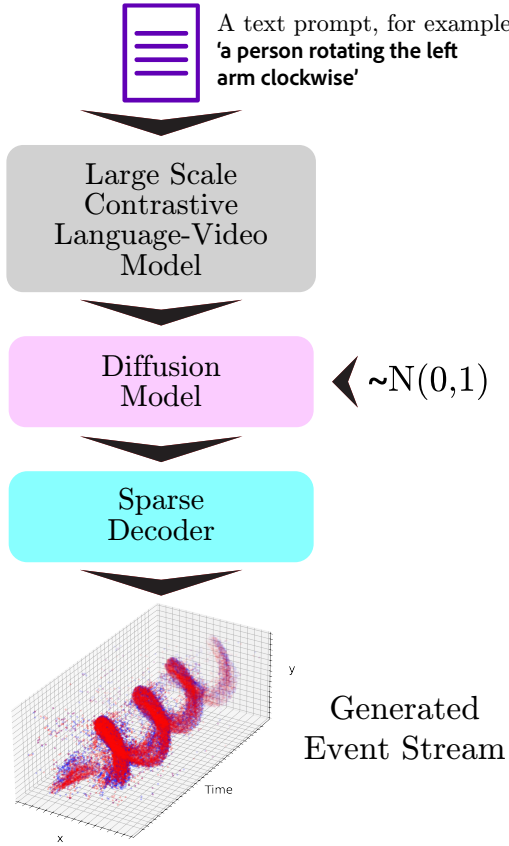 A text prompt, for example
‘a person rotating the left
arm clockwise’
Large Scale
Contrastive
Language-Video
Model
Diffusion
Model
~N(0,1)
Sparse
Decoder
y
Generated
Event Stream
Time
x